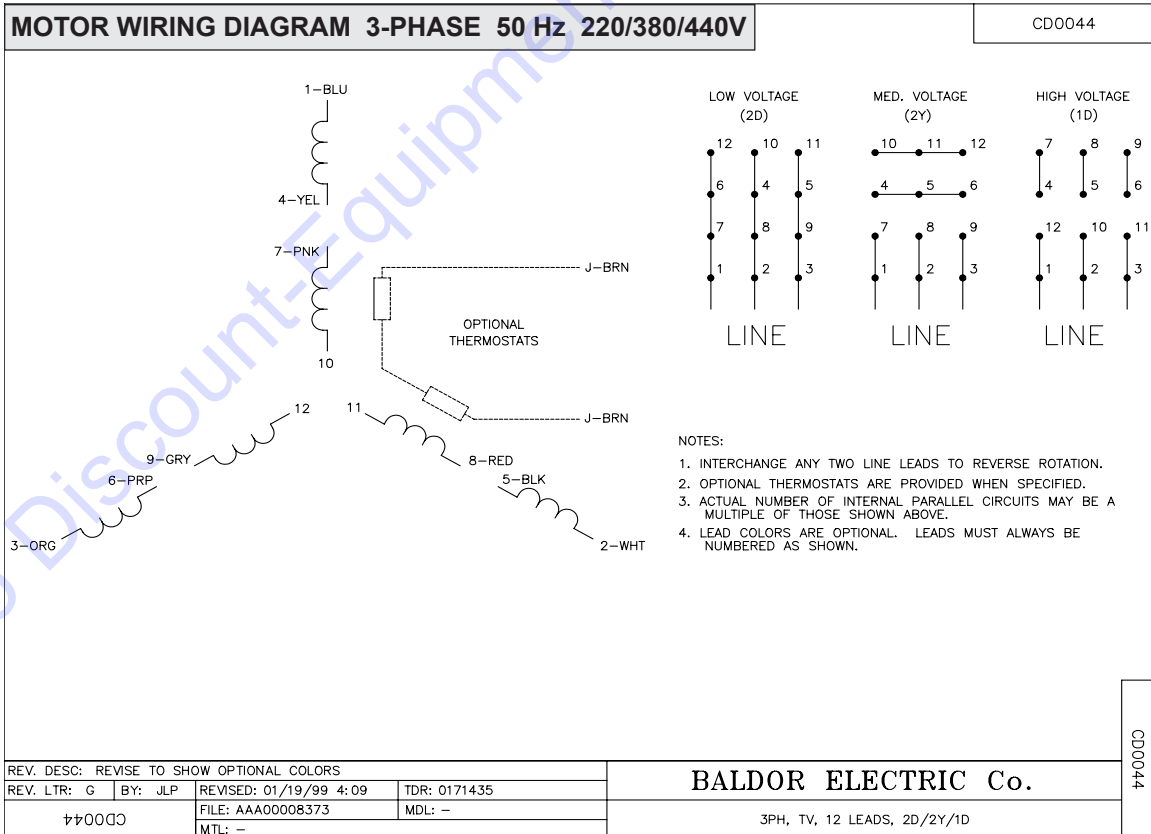 MOTOR WIRING DIAGRAM 3-PHASE 50 Hz 220/380/440V
CD0044
1-BLU
4-YEL
7-PNK
10
12
11
9-GRY
6-PRP
3-ORG
8-RED
5-BLK
2-WHT
J-BRN
OPTIONAL
THERMOSTATS
J-BRN
LOW VOLTAGE
(2D)
12 10 11
6 4 5
7 8 9
1 2 3
LINE
MED. VOLTAGE
(2Y)
10 11 12
4 5 6
7 8 9
1 2 3
LINE
HIGH VOLTAGE
(1D)
7 8 9
4 5 6
12 10 11
1 2 3
LINE
NOTES:
1. INTERCHANGE ANY TWO LINE LEADS TO REVERSE ROTATION.
2. OPTIONAL THERMOSTATS ARE PROVIDED WHEN SPECIFIED.
3. ACTUAL NUMBER OF INTERNAL PARALLEL CIRCUITS MAY BE A
MULTIPLE OF THOSE SHOWN ABOVE.
4. LEAD COLORS ARE OPTIONAL. LEADS MUST ALWAYS BE
NUMBERED AS SHOWN.
CD0044
REV. DESC: REVISE TO SHOW OPTIONAL COLORS
REV. LTR: G BY: JLP REVISED: 01/19/99 4:09 TDR: 0171435
CD0044
FILE: AAA00008373 MDL: -
MTL: -
BALDOR ELECTRIC Co.
3PH, TV, 12 LEADS, 2D/2Y/1D
Discount-Equipment